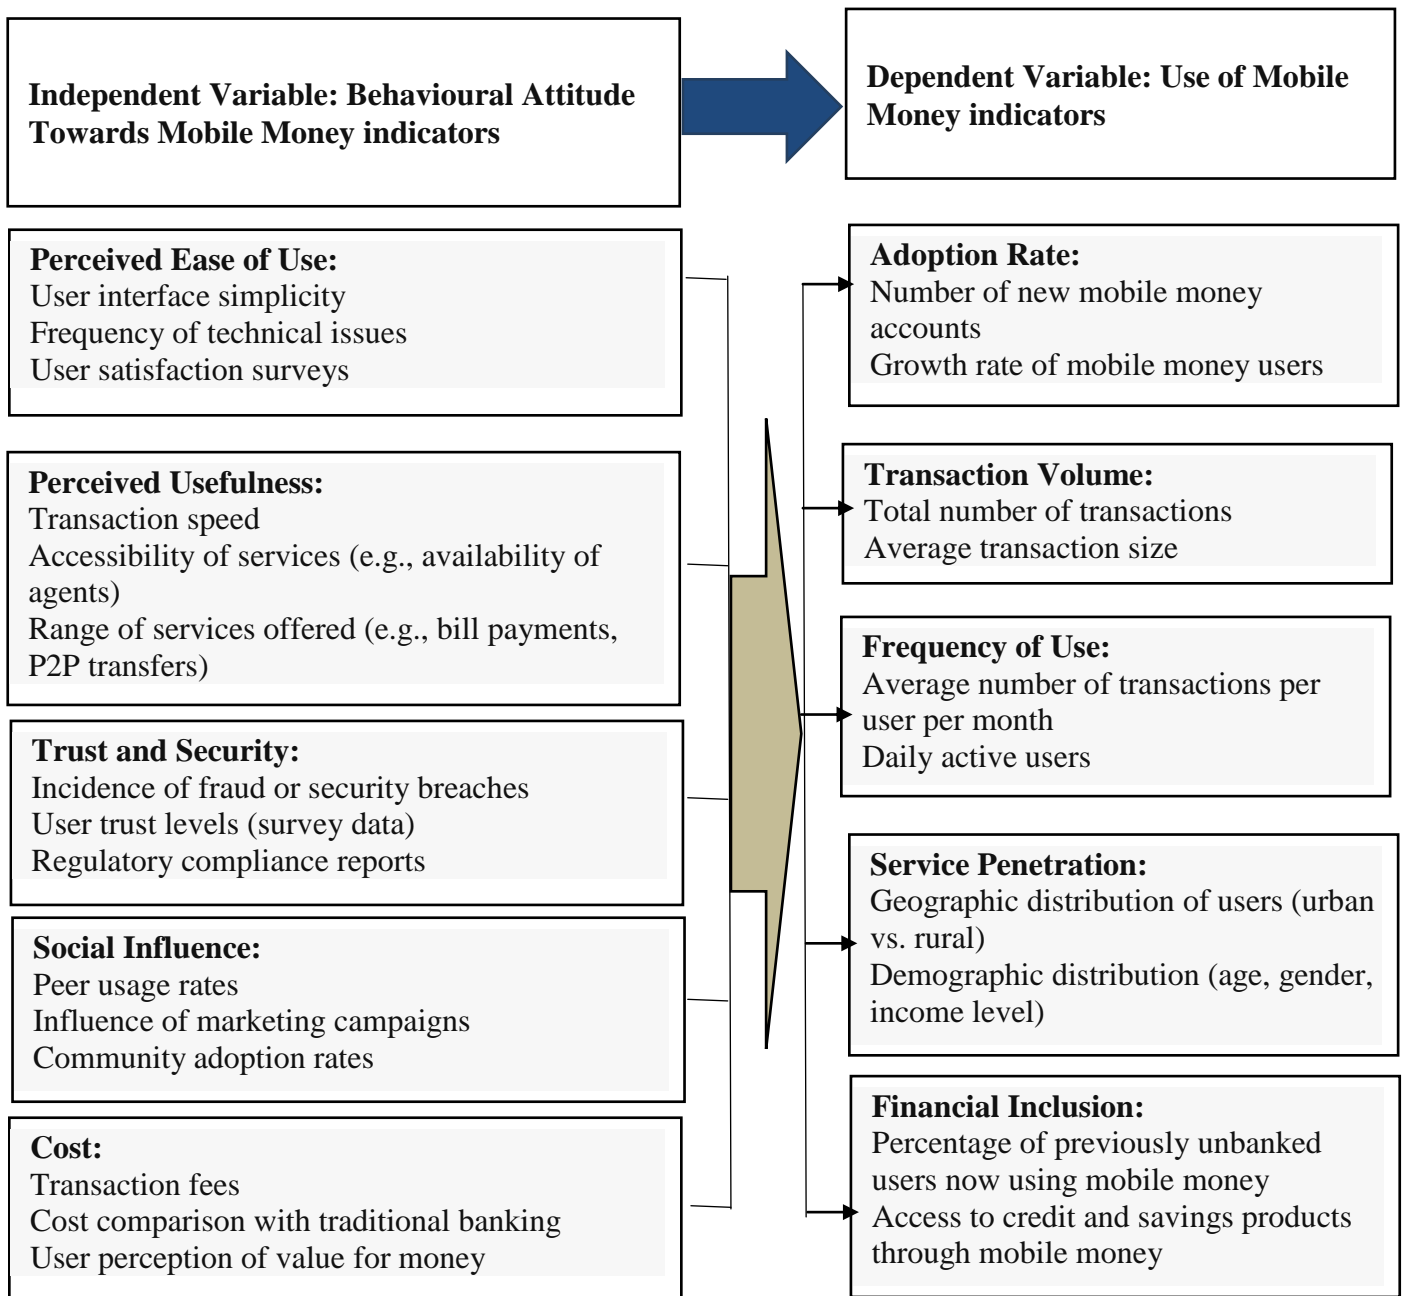 Independent Variable: Behavioural Attitude
Towards Mobile Money indicators
Dependent Variable: Use of Mobile
Money indicators
Perceived Ease of Use:
User interface simplicity
Frequency of technical issues
User satisfaction surveys
Perceived Usefulness:
Transaction speed
Accessibility of services (e.g., availability of
agents)
Range of services offered (e.g., bill payments,
P2P transfers)
Trust and Security:
Incidence of fraud or security breaches
User trust levels (survey data)
Regulatory compliance reports
Social Influence:
Peer usage rates
Influence of marketing campaigns
Community adoption rates
Cost:
Transaction fees
Cost comparison with traditional banking
User perception of value for money
Adoption Rate:
Number of new mobile money
accounts
Growth rate of mobile money users
Transaction Volume:
Total number of transactions
Average transaction size
Frequency of Use:
Average number of transactions per
user per month
Daily active users
Service Penetration:
Geographic distribution of users (urban
vs. rural)
Demographic distribution (age, gender,
income level)
Financial Inclusion:
Percentage of previously unbanked
users now using mobile money
Access to credit and savings products
through mobile money